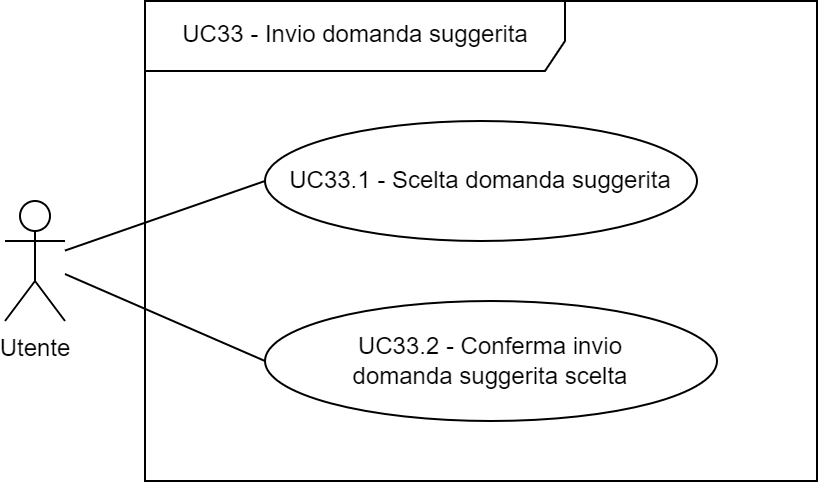 UC33 - Invio domanda suggerita
UC33.1 - Scelta domanda suggerita
Utente
UC33.2 - Conferma invio
domanda suggerita scelta